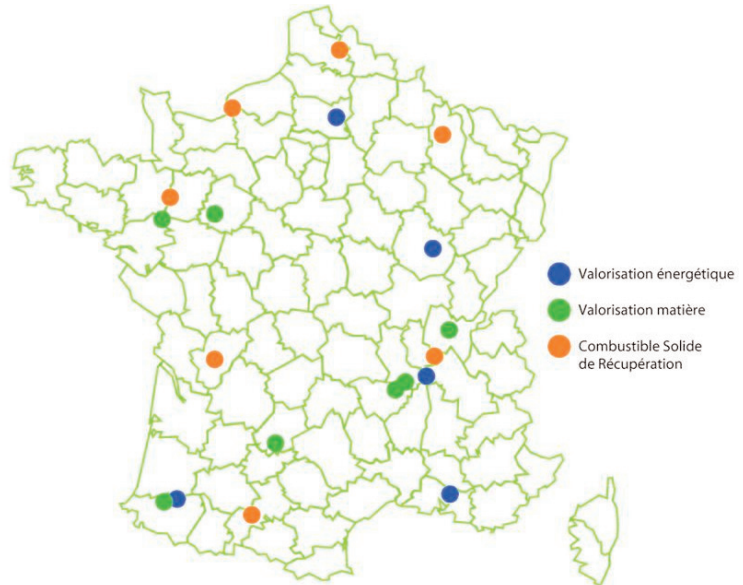 Valorisation énergétique
Valorisation matière
Combustible Solide
de Récupération